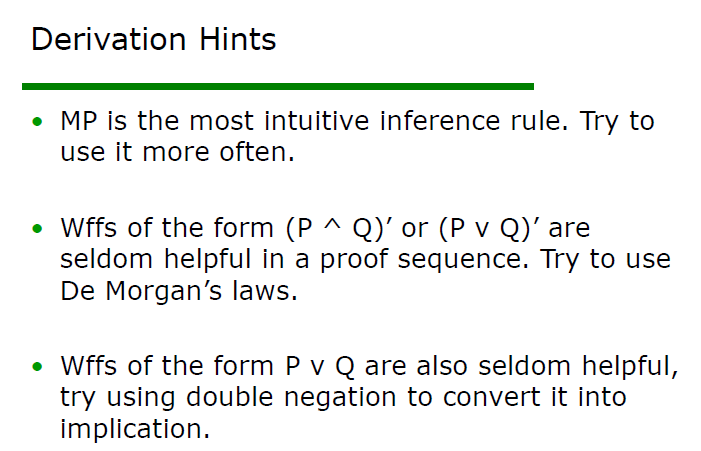 Derivation Hints
• MP is the most intuitive inference rule. Try to
use it more often.
• Wffs of the form (P ^ Q)’ or (P v Q)’ are
seldom helpful in a proof sequence. Try to use
De Morgan’s laws.
• Wffs of the form P v Q are also seldom helpful,
try using double negation to convert it into
implication.